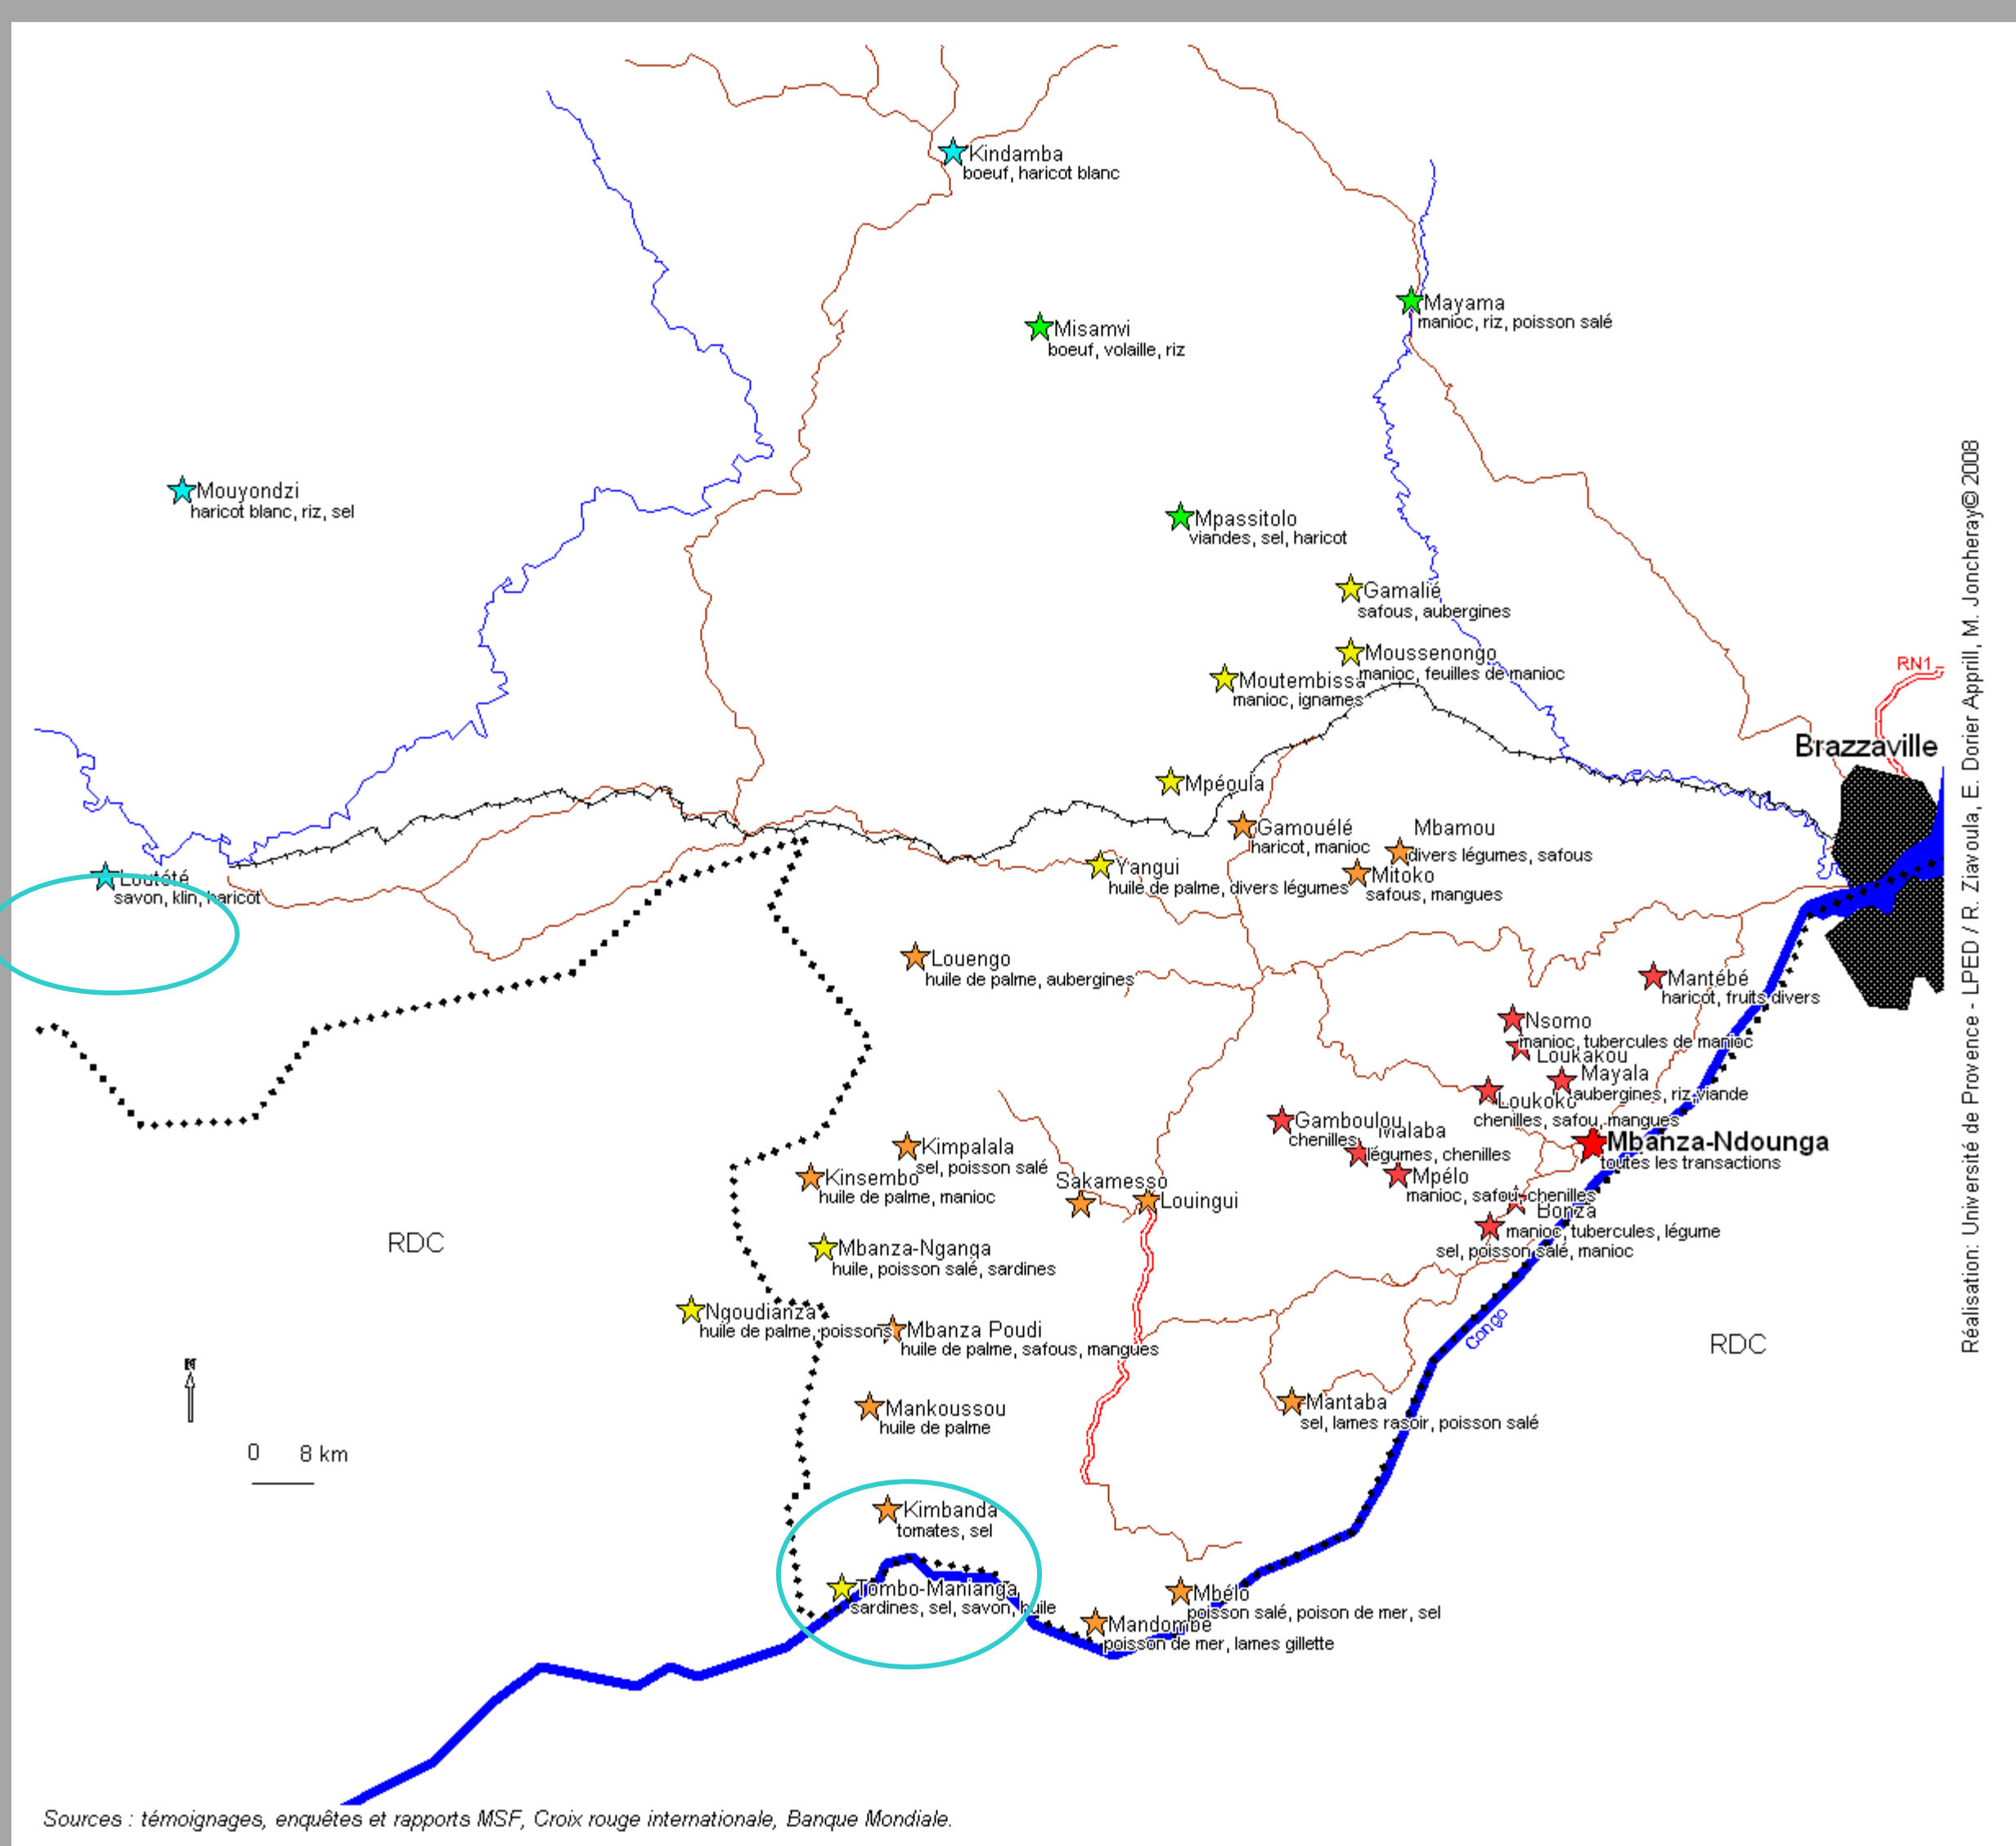 Kindamba
boeuf, haricot blanc
Mayama
manioc, riz, poisson salé
Misamvi
boeuf, volaille, riz
Mouyondzi
haricot blanc, riz, sel
Mpassitolo
viandes, sel, haricot
Gamalié
safous, aubergines
Moussenongo
manioc, feuilles de manioc
Moutembissa
manioc, ignames
RN1
Brazzaville
Mpéoula
Gamouélé
haricot, manioc
Mbamou
divers légumes, safous
Yangui
huile de palme, divers légumes
Mitoko
safous, mangues
Loutété
savon, klin, haricot
Louengo
huile de palme, aubergines
Mantébé
haricot, fruits divers
Nsomo
manioc, tubercules de manioc
Loukakou
Mayala
aubergines, riz, viande
Loukoko
chenilles, safou, mangues
Gamboulou
chenilles
Malaba
légumes, chenilles
Mbanza-Ndounga
toutes les transactions
Kimpalala
sel, poisson salé
Kinsembo
huile de palme, manioc
Mpélo
manioc, safou, chenilles
Sakamesso
Louingui
Bonza
manioc, tubercules, légume
sel, poisson salé, manioc
RDC
Mbanza-Nganga
huile, poisson salé, sardines
Ngoudianza
huile de palme, poissons
Mbanza Poudi
huile de palme, safous, mangues
Congo
RDC
N
Mankoussou
huile de palme
Mantaba
sel, lames rasoir, poisson salé
0 8 km
Kimbanda
tomates, sel
Tombo-Manianga
sardines, sel, savon, huile
Mbélo
poisson salé, poison de mer, sel
Mandombé
poisson de mer, lames gillette
Réalisation: Université de Provence - LPED / R. Ziavoula, E. Dorier Apprill, M. Joncheray© 2008
Sources : témoignages, enquêtes et rapports MSF, Croix rouge internationale, Banque Mondiale.